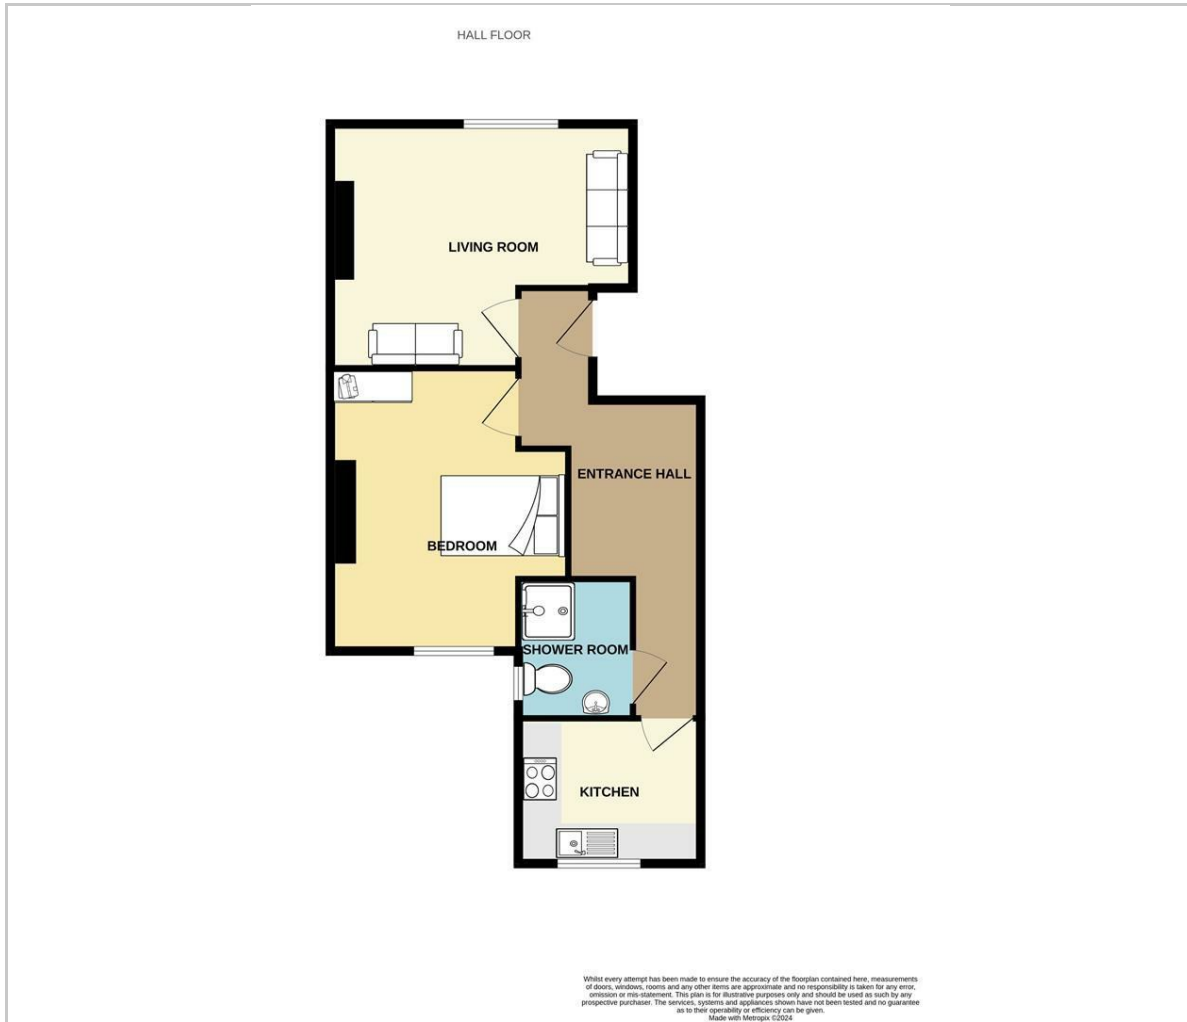 HALL FLOOR
LIVING ROOM
ENTRANCE HALL
BEDROOM
SHOWER ROOM
KITCHEN
Whilst every attempt has been made to ensure the accuracy of the floorplan contained here, measurements
of doors, windows, rooms and any other items are approximate and no responsibility is taken for any error,
omission or mis-statement. This plan is for illustrative purposes only and should be used as such by any
prospective purchaser. The services, systems and appliances shown have not been tested and no guarantee
as to their operability or efficiency can be given.
Made with Metropix ©2024